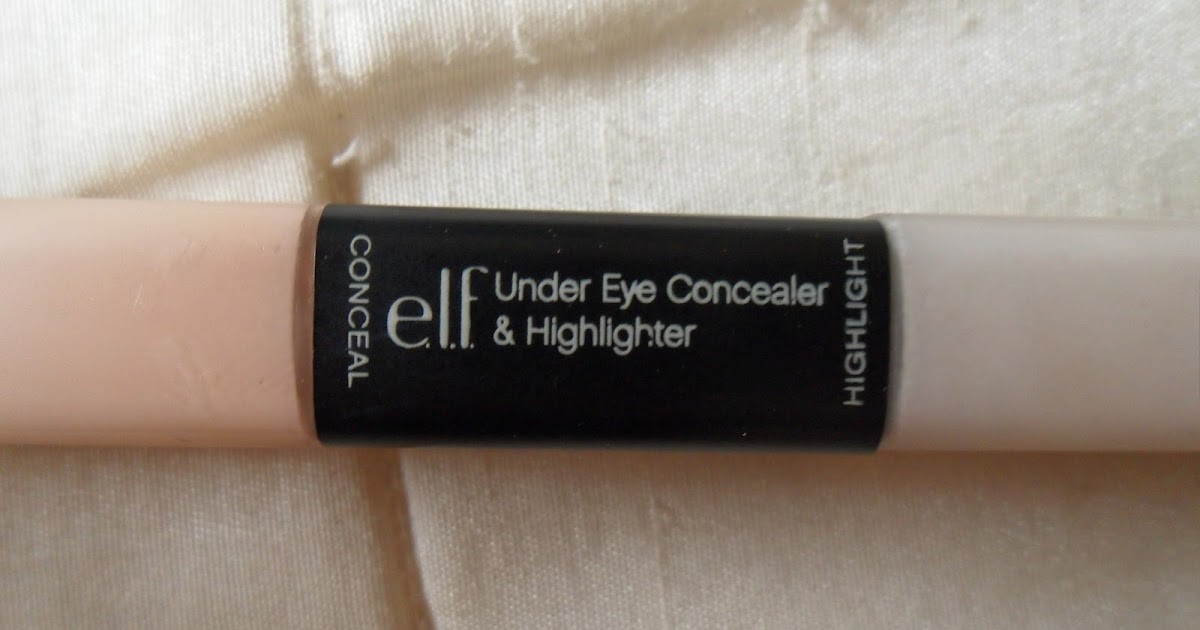 CONCEAL
e.l.f. Under Eye Concealer
& Highlighter
HIGHLIGHT